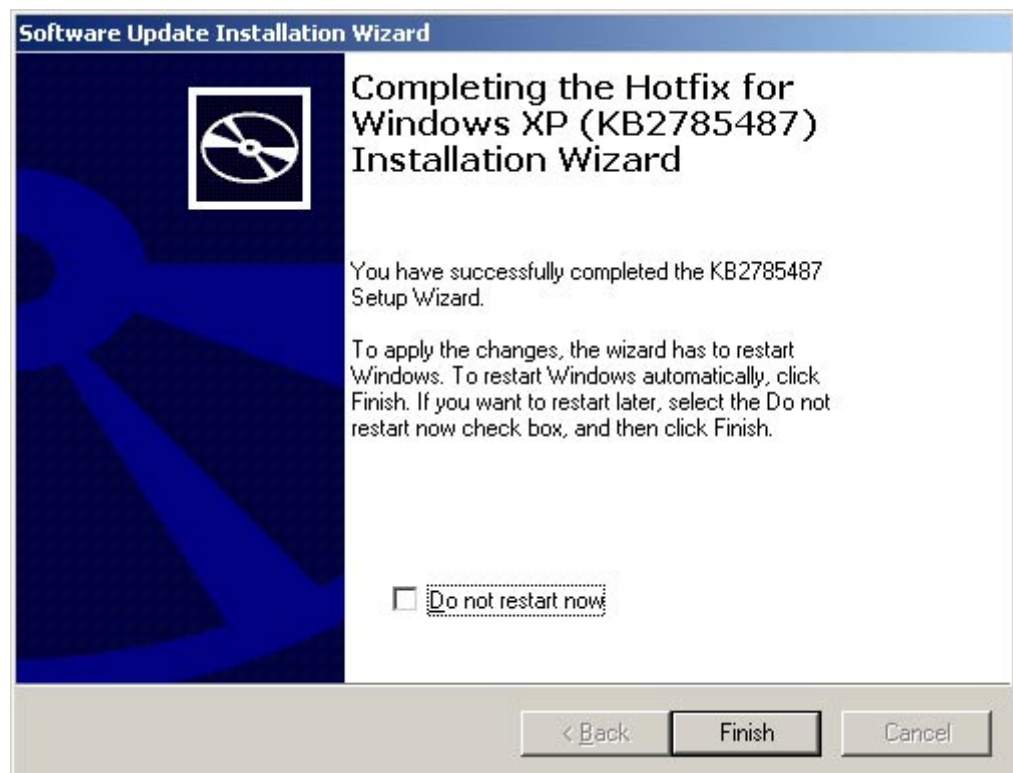 Software Update Installation Wizard
Completing the Hotfix for
Windows XP (KB2785487)
Installation Wizard
You have successfully completed the KB2785487
Setup Wizard.
To apply the changes, the wizard has to restart
Windows. To restart Windows automatically, click
Finish. If you want to restart later, select the Do not
restart now check box, and then click Finish.
Do not restart now
< Back
Finish
Cancel